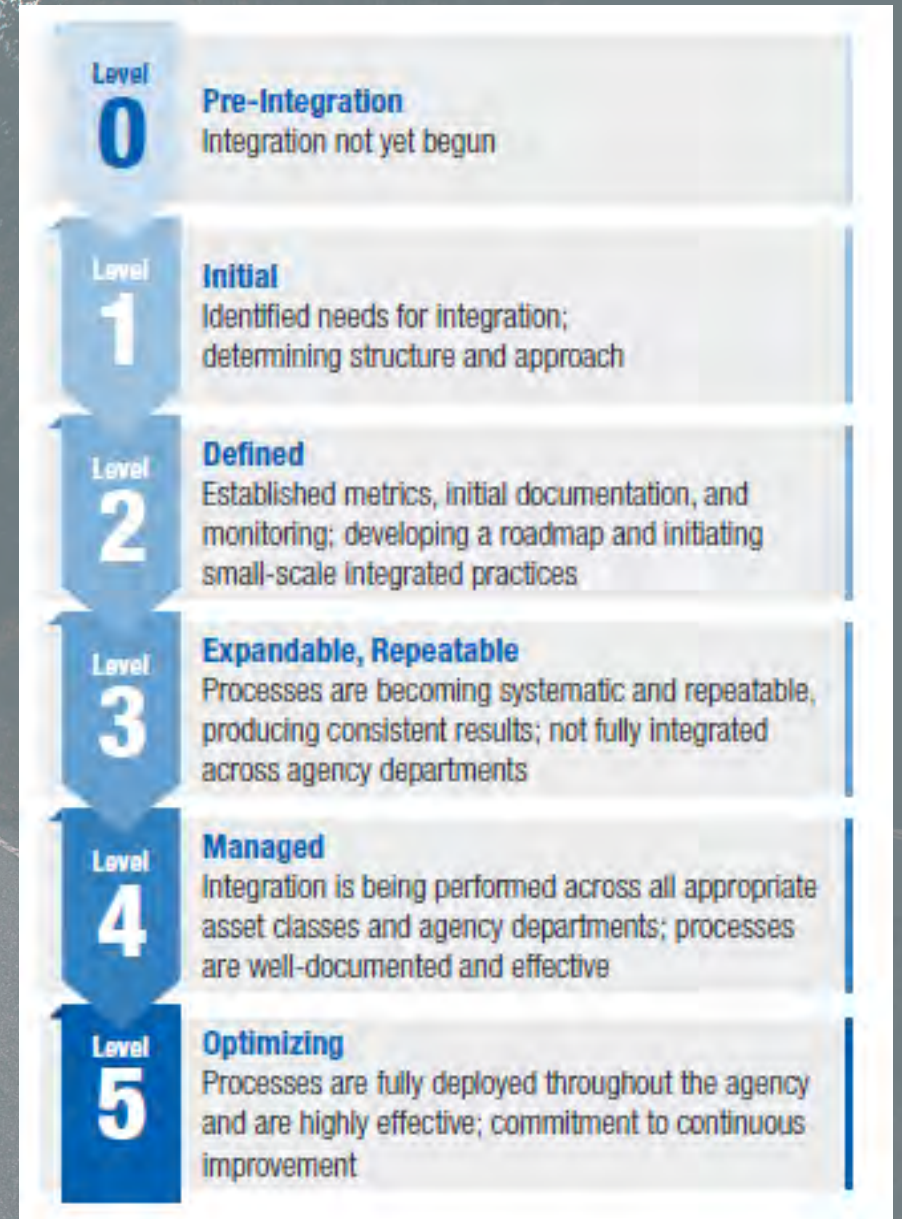 Level
0
Pre-Integration
Integration not yet begun
Level
1
Initial
Identified needs for integration;
determining structure and approach
Level
2
Defined
Established metrics, initial documentation, and
monitoring; developing a roadmap and initiating
small-scale integrated practices
Level
3
Expandable, Repeatable
Processes are becoming systematic and repeatable,
producing consistent results; not fully integrated
across agency departments
Level
4
Managed
Integration is being performed across all appropriate
asset classes and agency departments; processes
are well-documented and effective
Level
5
Optimizing
Processes are fully deployed throughout the agency
and are highly effective; commitment to continuous
improvement